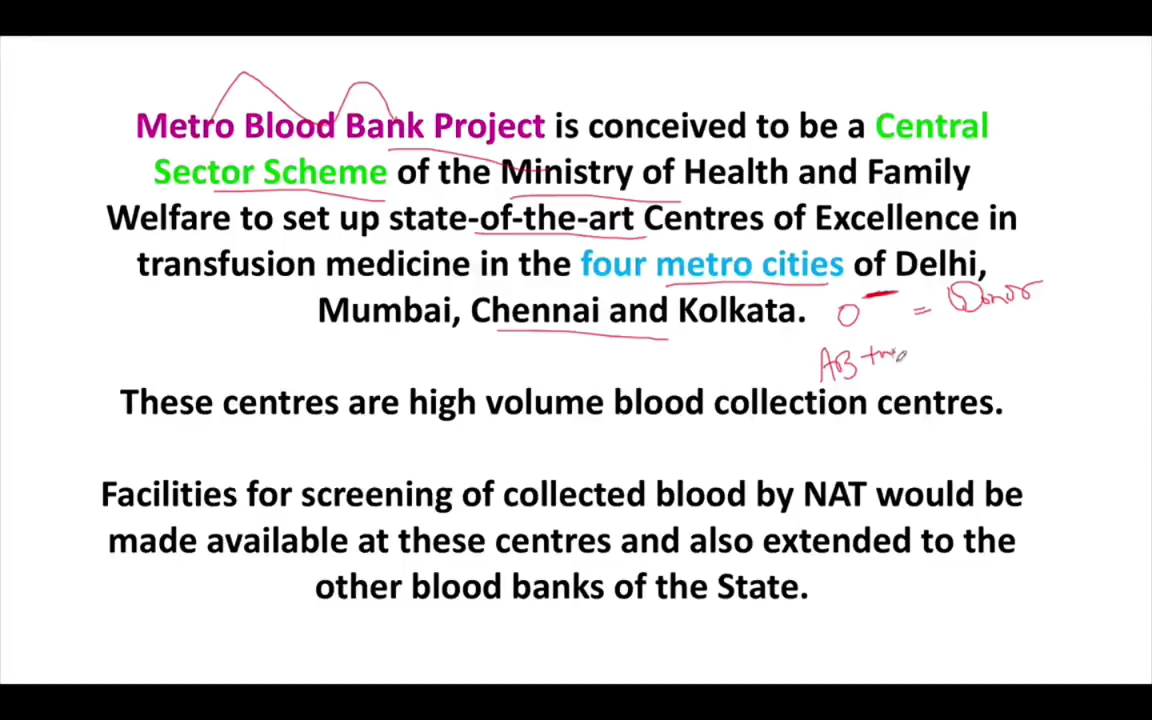 Metro Blood Bank Project is conceived to be a Central
Sector Scheme of the Ministry of Health and Family
Welfare to set up state-of-the-art Centres of Excellence in
transfusion medicine in the four metro cities of Delhi,
Mumbai, Chennai and Kolkata.
O⁻ = Donor
AB
These centres are high volume blood collection centres.
Facilities for screening of collected blood by NAT would be
made available at these centres and also extended to the
other blood banks of the State.